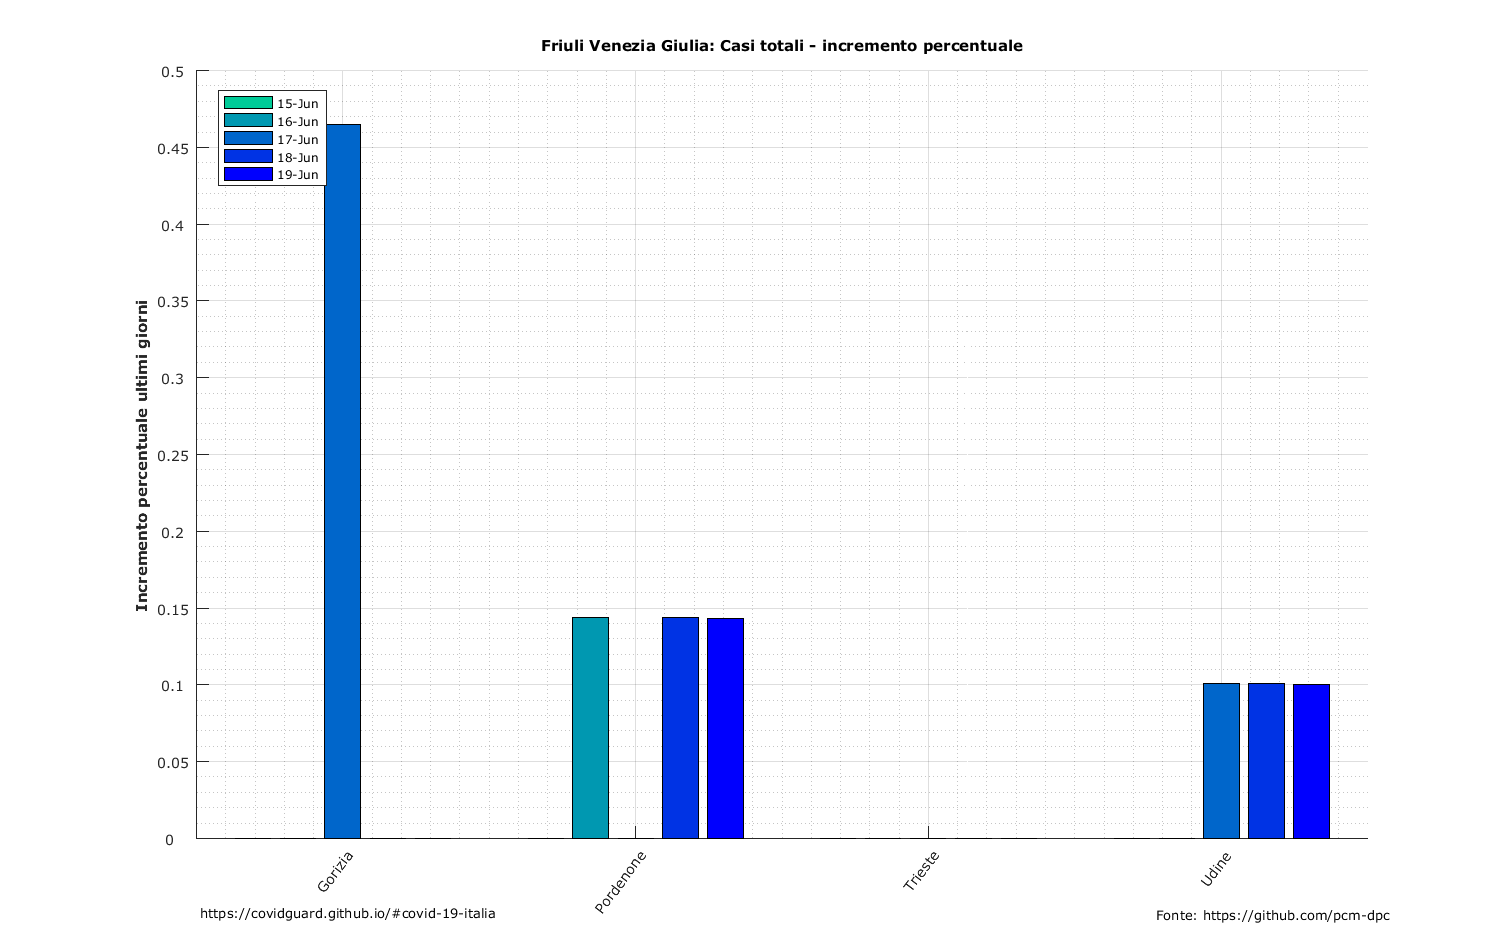 Friuli Venezia Giulia: Casi totali - incremento percentuale
Incremento percentuale ultimi giorni
0.5
0.45
0.4
0.35
0.3
0.25
0.2
0.15
0.1
0.05
0
15-Jun
16-Jun
17-Jun
18-Jun
19-Jun
Gorizia
Pordenone
Trieste
Udine
https://covidguard.github.io/#covid-19-italia
Fonte: https://github.com/pcm-dpc